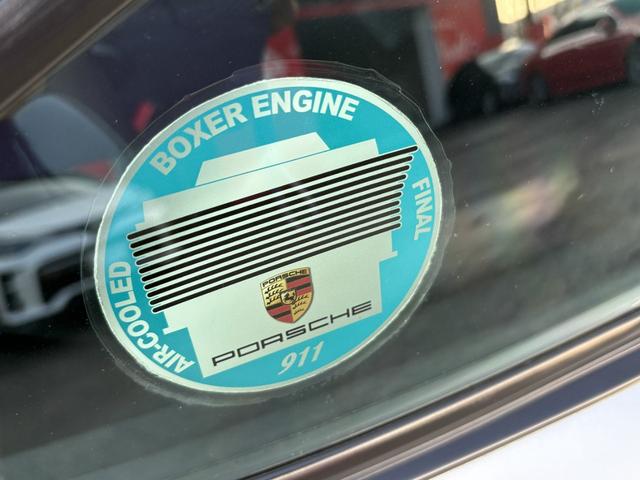 BOXER ENGINE
FINAL
AIR-COOLED
PORSCHE
PORSCHE
911